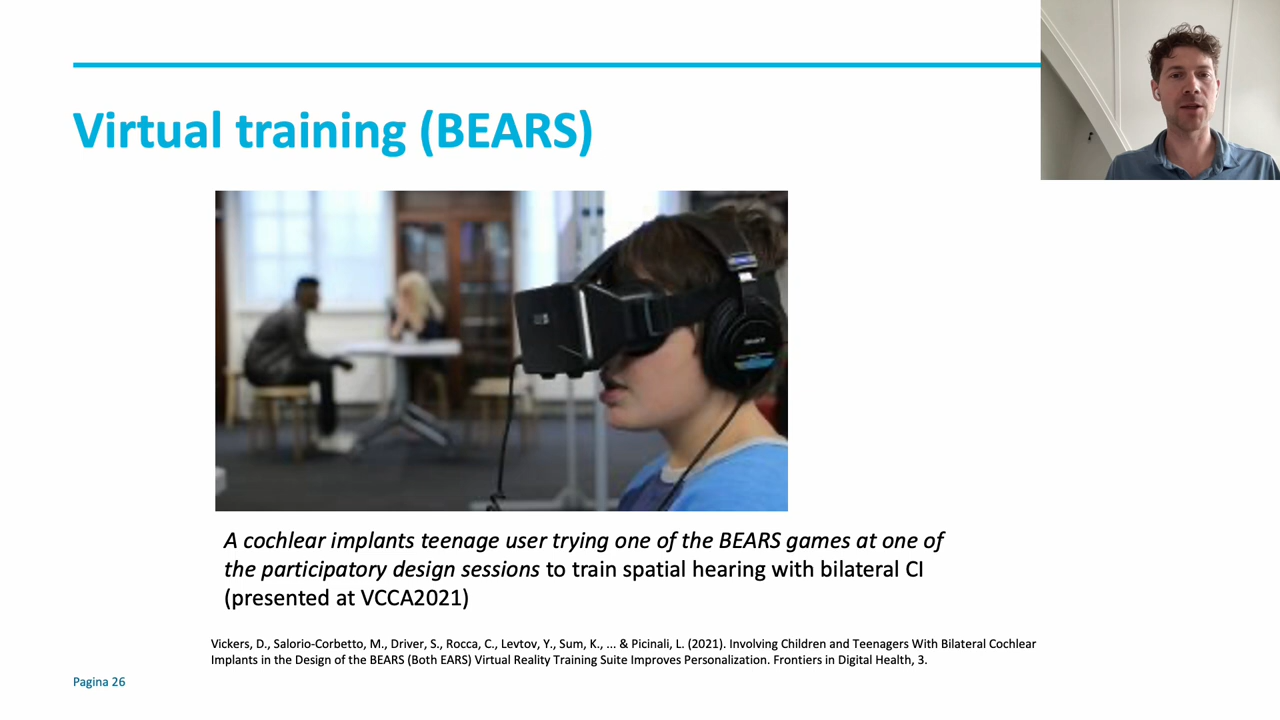 Virtual training (BEARS)
A cochlear implants teenage user trying one of the BEARS games at one of
the participatory design sessions to train spatial hearing with bilateral CI
(presented at VCCA2021)
Vickers, D., Salorio-Corbetto, M., Driver, S., Rocca, C., Levtov, Y., Sum, K., ... & Picinali, L. (2021). Involving Children and Teenagers With Bilateral Cochlear
Implants in the Design of the BEARS (Both EARS) Virtual Reality Training Suite Improves Personalization. Frontiers in Digital Health, 3.
Pagina 26